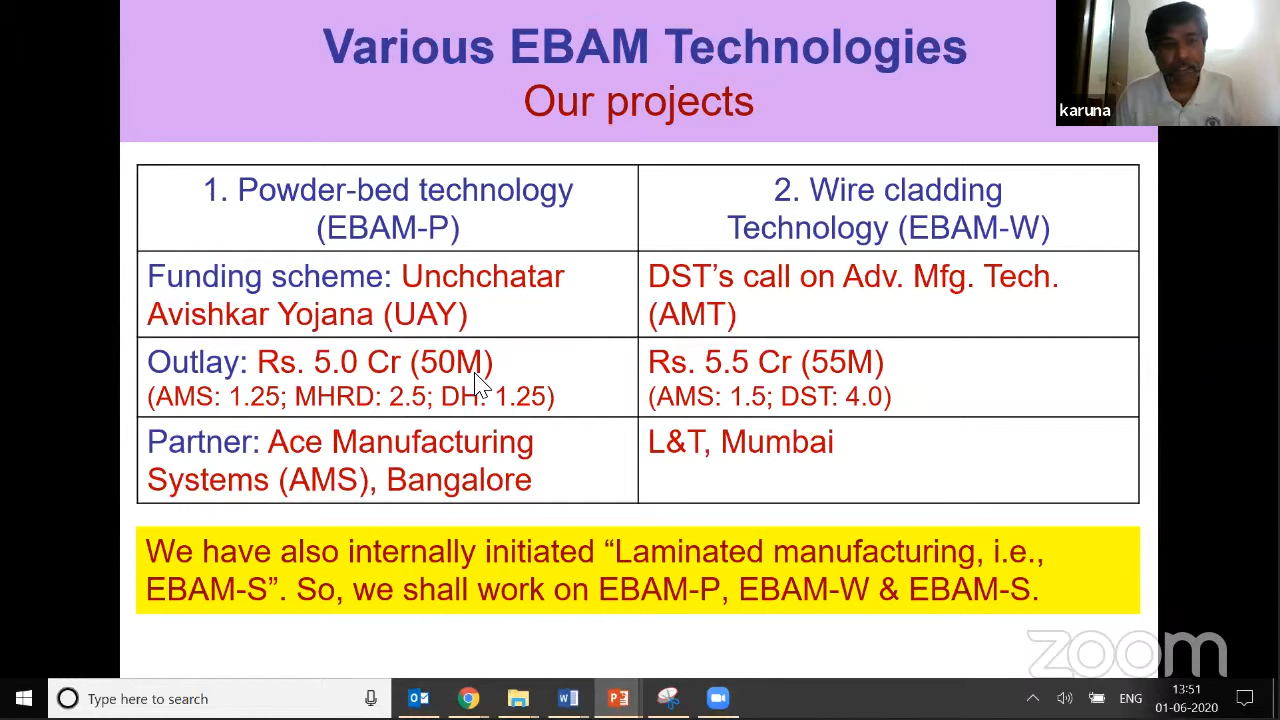 Various EBAM Technologies
Our projects
karuna
1. Powder-bed technology
(EBAM-P)
2. Wire cladding
Technology (EBAM-W)
Funding scheme: Unchchatar
Avishkar Yojana (UAY)
DST’s call on Adv. Mfg. Tech.
(AMT)
Outlay: Rs. 5.0 Cr (50M)
(AMS: 1.25; MHRD: 2.5; DH: 1.25)
Rs. 5.5 Cr (55M)
(AMS: 1.5; DST: 4.0)
Partner: Ace Manufacturing
Systems (AMS), Bangalore
L&T, Mumbai
We have also internally initiated “Laminated manufacturing, i.e.,
EBAM-S”. So, we shall work on EBAM-P, EBAM-W & EBAM-S.
zoom
Type here to search
ENG
13:51
01-06-2020